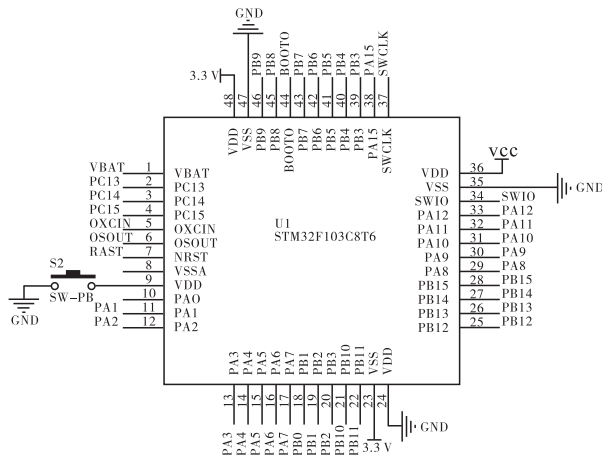 GND
3.3 V
PB9
PB8
BOOTO
PB7
PB6
PB5
PB4
PB3
PA15
SWCLK
48
47
46
45
44
43
42
41
40
39
38
37
VDD
VSS
PB9
PB8
BOOTO
PB7
PB6
PB5
PB4
PB3
PA15
SWCLK
VBAT 1 VBAT
PC13 2 PC13
PC14 3 PC14
PC15 4 PC15
OXCIN 5 OXCIN
OSOUT 6 OSOUT
RAST 7 NRST
8 VSSA
9 VDD
10 PAO
PA1 11 PA1
PA2 12 PA2
S2
SW-PB
GND
U1
STM32F103C8T6
VDD 36 vcc
VSS 35 GND
SWIO 34 SWIO
PA12 33 PA12
PA11 32 PA11
PA10 31 PA10
PA9 30 PA9
PA8 29 PA8
PB15 28 PB15
PB14 27 PB14
PB13 26 PB13
PB12 25 PB12
PA3
PA4
PA5
PA6
PA7
PB1
PB2
PB3
PB10
PB11
VSS
VDD
13
14
15
16
17
18
19
20
21
22
23
24
PA3
PA4
PA5
PA6
PA7
PB0
PB1
PB2
PB10
PB11
3.3 V
GND